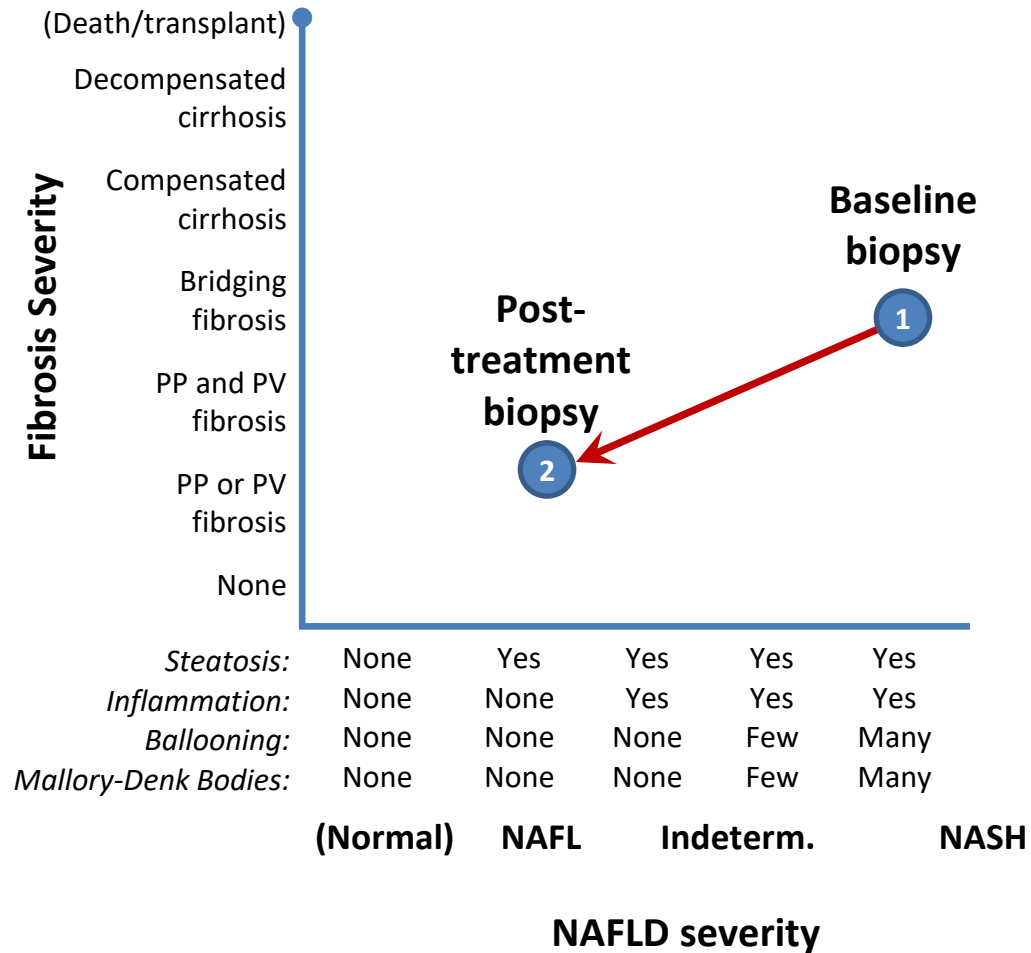 (Death/transplant)
Decompensated
cirrhosis
Compensated
cirrhosis
Bridging
fibrosis
PP and PV
fibrosis
PP or PV
fibrosis
None
Fibrosis Severity
Baseline
biopsy
1
Post-
treatment
biopsy
2
Steatosis: None Yes Yes Yes Yes
Inflammation: None None Yes Yes Yes
Ballooning: None None None Few Many
Mallory-Denk Bodies: None None None Few Many
(Normal) NAFL Indeterm. NASH
NAFLD severity